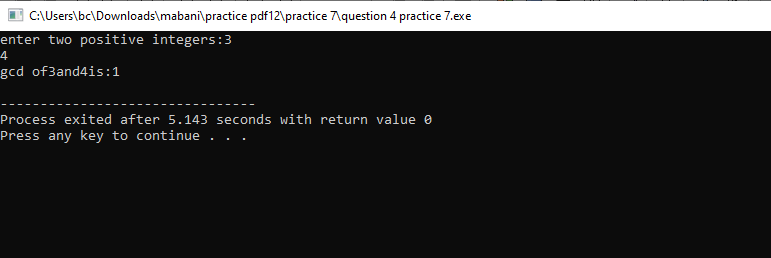 C:\Users\bc\Downloads\mabani\practice pdf12\practice 7\question 4 practice 7.exe
enter two positive integers:3
4
gcd of3and4is:1
--------------------------------
Process exited after 5.143 seconds with return value 0
Press any key to continue . . .